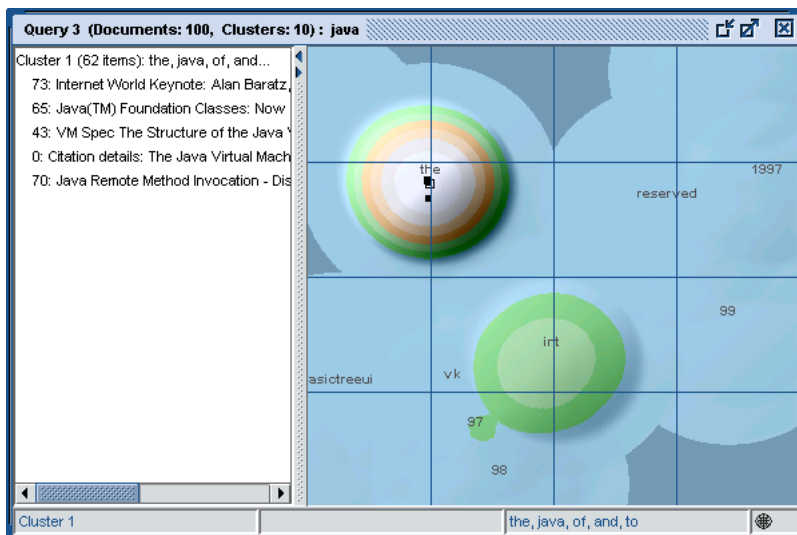 Query 3 (Documents: 100, Clusters: 10) : java
Cluster 1 (62 items): the, java, of, and...
73: Internet World Keynote: Alan Baratz,
65: Java(TM) Foundation Classes: Now
43: VM Spec The Structure of the Java V
0: Citation details: The Java Virtual Mach
70: Java Remote Method Invocation - Dis
the
1997
reserved
99
int
vk
asictreeui
97
98
Cluster 1
the, java, of, and, to